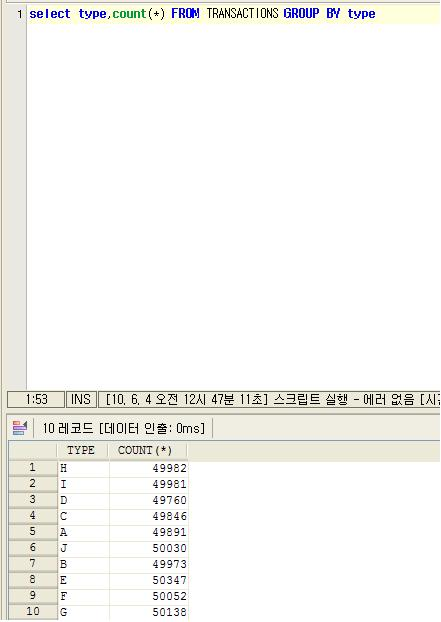 1 select type,count(*) FROM TRANSACTIONS GROUP BY type
1:53 INS [10, 6, 4 오전 12시 47분 11초] 스크립트 실행 - 에러 없음 [시간
10 레코드 [데이터 인출: 0ms]
TYPE COUNT(*)
1 H 49982
2 I 49981
3 D 49760
4 C 49846
5 A 49891
6 J 50030
7 B 49973
8 E 50347
9 F 50052
10 G 50138